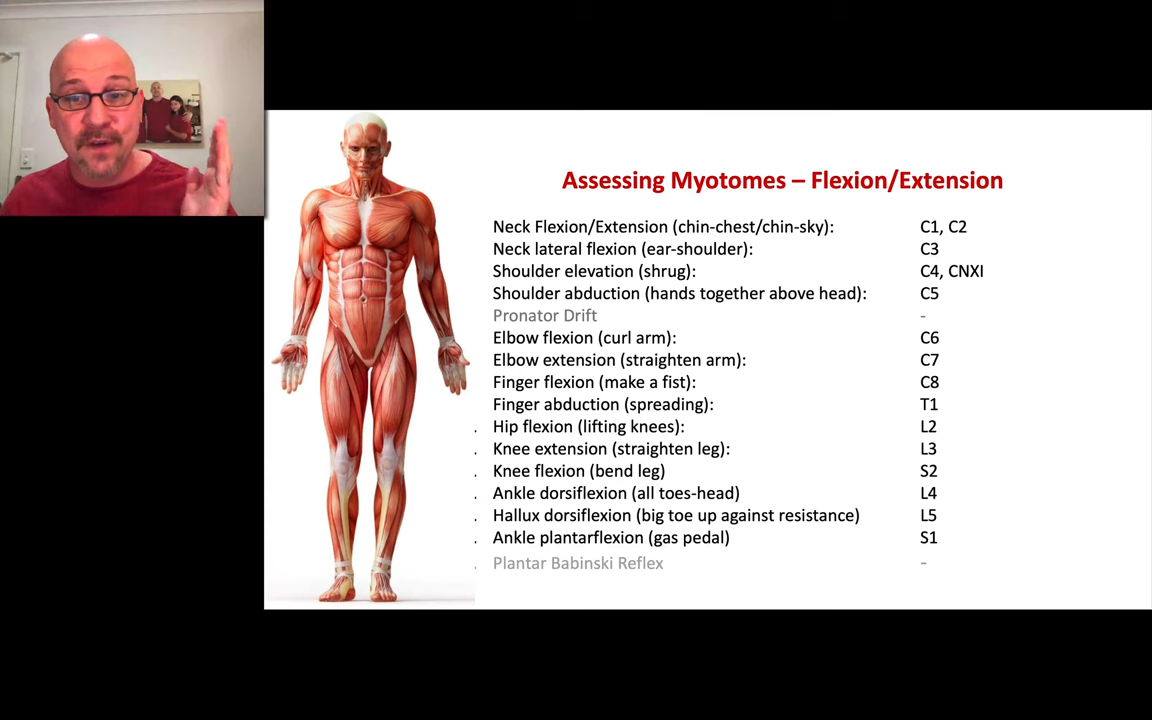 Assessing Myotomes – Flexion/Extension
Neck Flexion/Extension (chin-chest/chin-sky): C1, C2
Neck lateral flexion (ear-shoulder): C3
Shoulder elevation (shrug): C4, CNXI
Shoulder abduction (hands together above head): C5
Pronator Drift -
Elbow flexion (curl arm): C6
Elbow extension (straighten arm): C7
Finger flexion (make a fist): C8
Finger abduction (spreading): T1
. Hip flexion (lifting knees): L2
. Knee extension (straighten leg): L3
. Knee flexion (bend leg) S2
. Ankle dorsiflexion (all toes-head) L4
. Hallux dorsiflexion (big toe up against resistance) L5
. Ankle plantarflexion (gas pedal) S1
. Plantar Babinski Reflex -